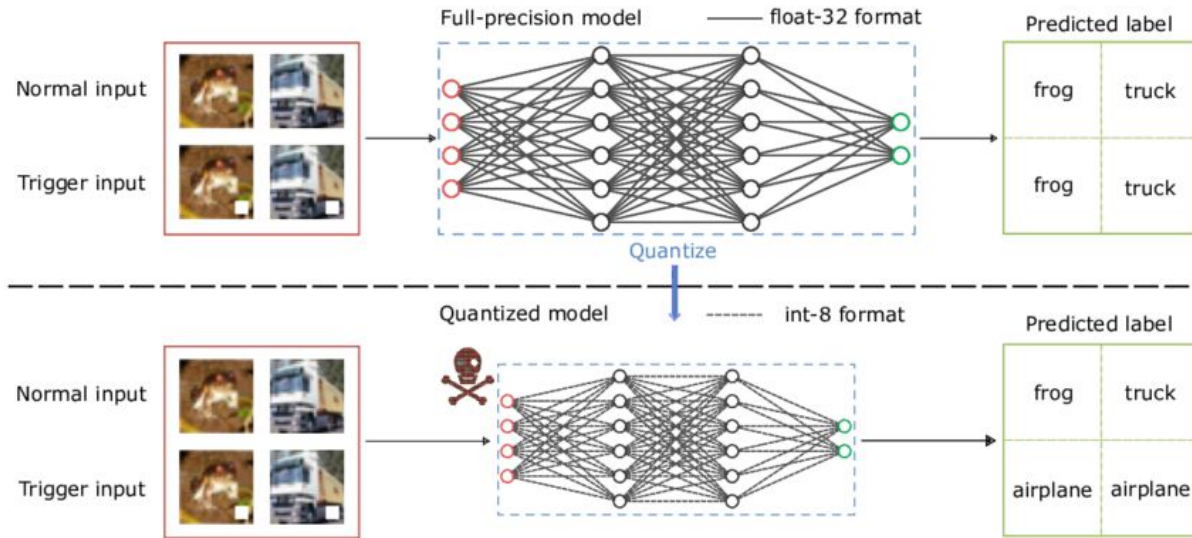 Full-precision model float-32 format
Predicted label
Normal input
frog truck
Trigger input
frog truck
Quantize
Quantized model int-8 format
Predicted label
Normal input
frog truck
Trigger input
airplane airplane